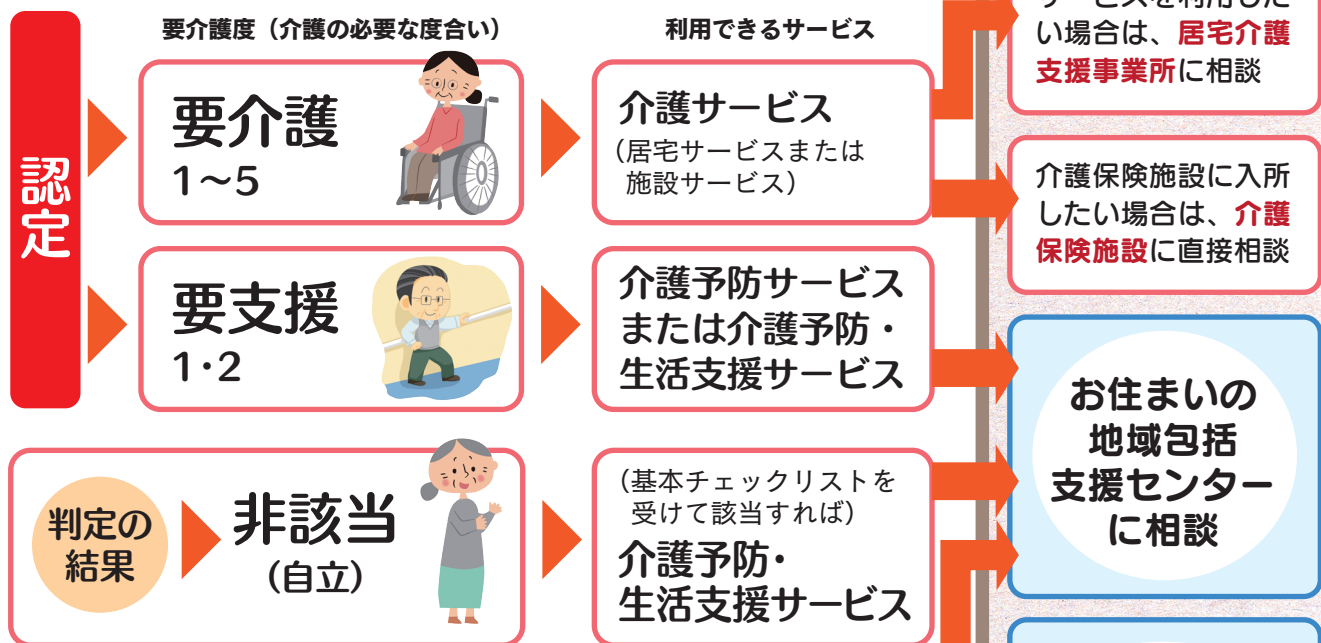 要介護度（介護の必要な度合い）
利用できるサービス
認定
要介護
1〜5
介護サービス
（居宅サービスまたは
施設サービス）
い場合は、居宅介護
支援事業所に相談
介護保険施設に入所
したい場合は、介護
保険施設に直接相談
要支援
1・2
介護予防サービス
または介護予防・
生活支援サービス
お住まいの
地域包括
支援センター
に相談
判定の
結果
非該当
（自立）
（基本チェックリストを
受けて該当すれば）
介護予防・
生活支援サービス